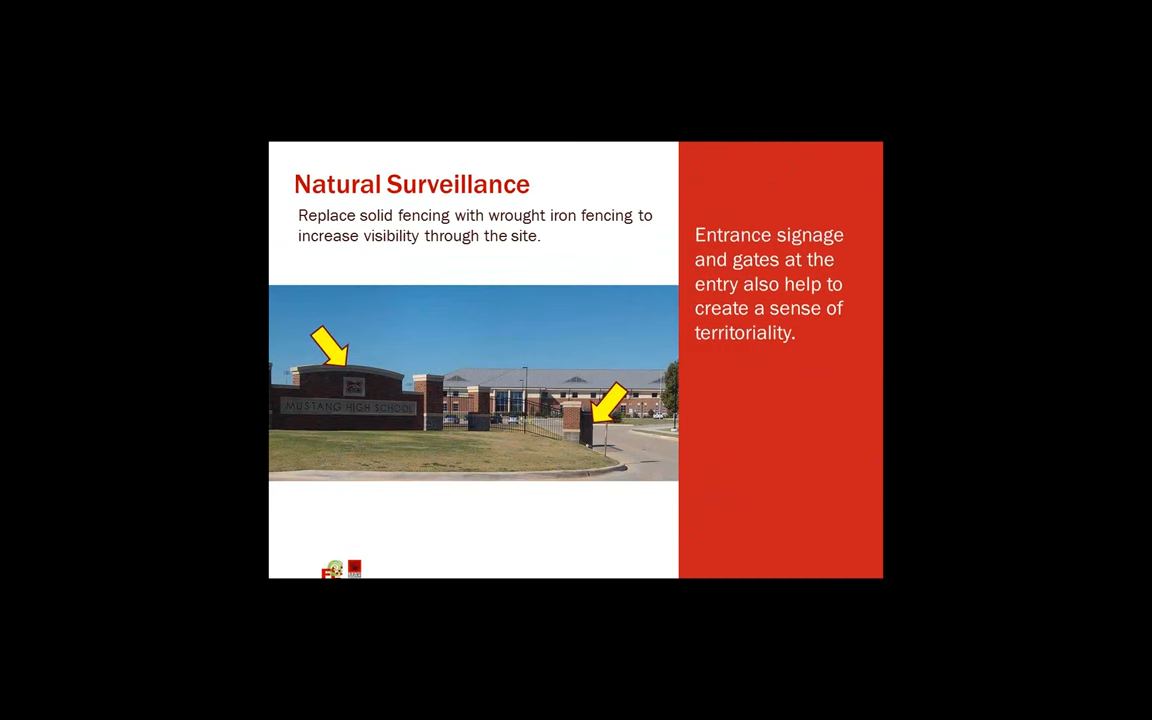 Natural Surveillance
Replace solid fencing with wrought iron fencing to
increase visibility through the site.
Entrance signage
and gates at the
entry also help to
create a sense of
territoriality.
MUSTANG HIGH SCHOOL